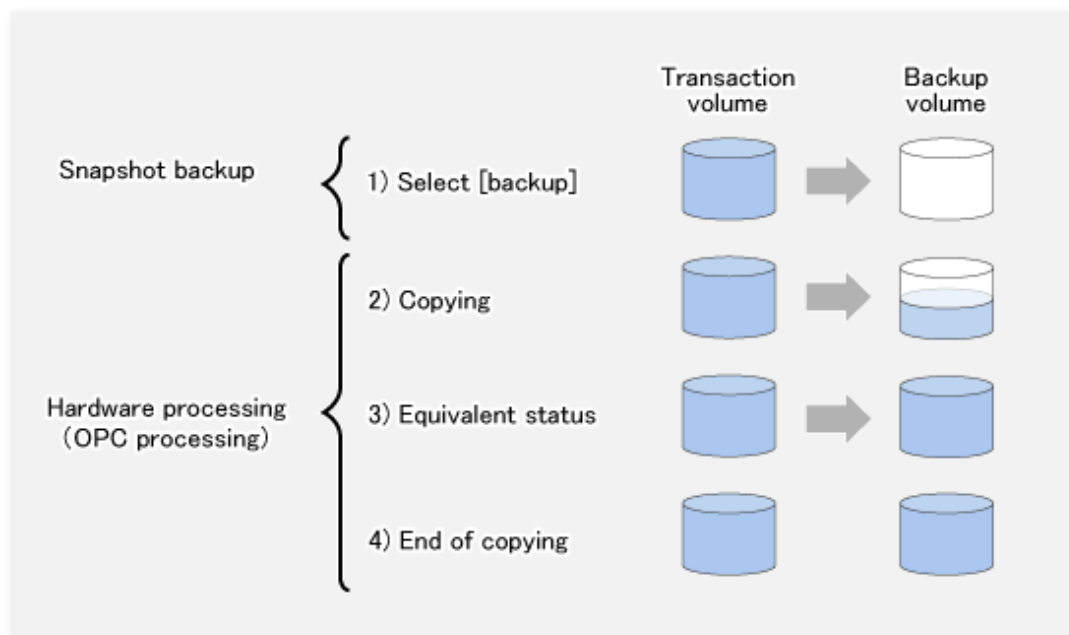 Transaction
volume
Backup
volume
Snapshot backup
1) Select [backup]
2) Copying
Hardware processing
(OPC processing)
3) Equivalent status
4) End of copying